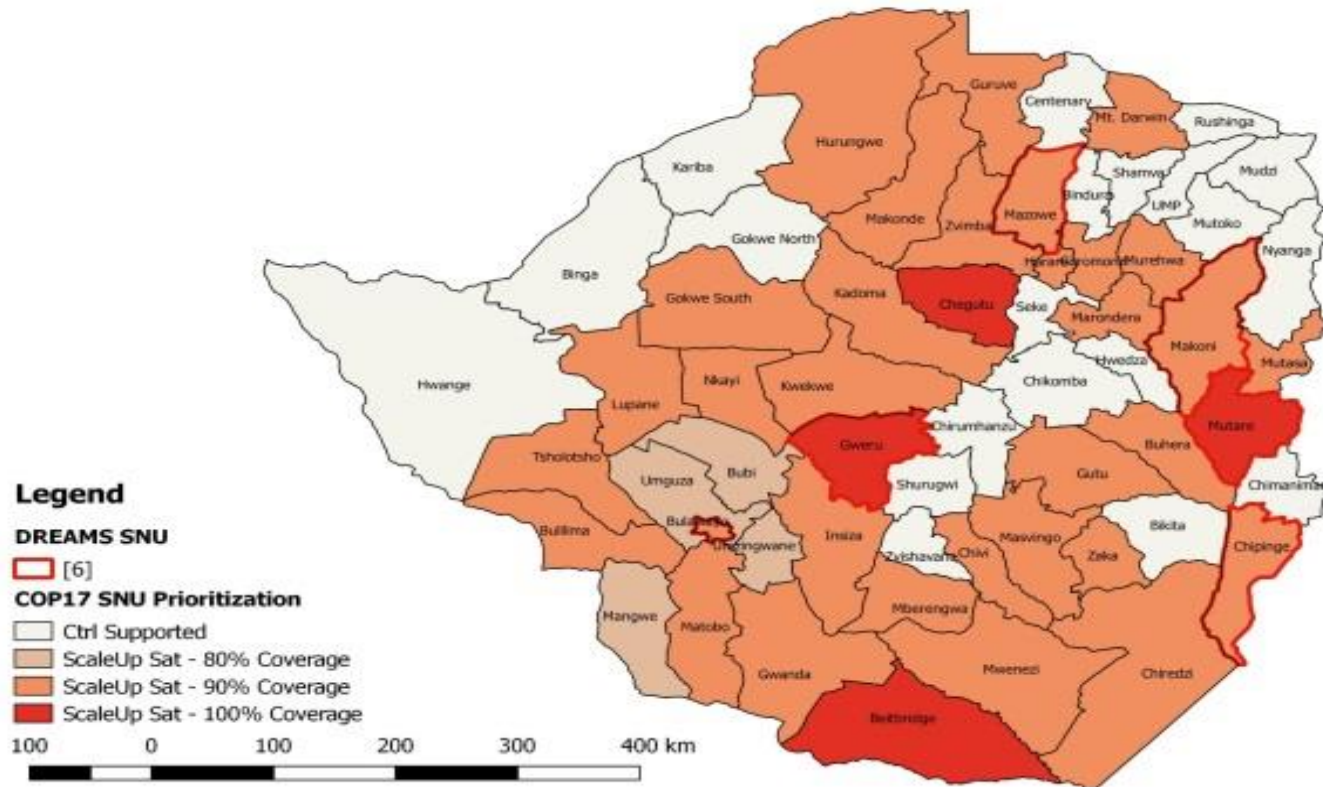 Centenary
Guruve
Mt. Darwin
Rushinga
Hurungwe
Kariba
Shamva
Mudzi
Bindura
UMP
Mazowe
Makonde
Zvimba
Mutoko
Gokwe North
Nyanga
Binga
Murehwa
Gokwe South
Kadoma
Chegutu
Seke
Marondera
Makoni
Hwedza
Mutasa
Hwange
Nkayi
Kwekwe
Chikomba
Lupane
Chirumhanzu
Mutare
Gweru
Buhera
Tsholotsho
Bubi
Gutu
Umguza
Shurugwi
Chimanimani
Bulilima
Insiza
Masvingo
Bikita
Chipinge
Zvishavane
Chivi
Zaka
Mberengwa
Mangwe
Matobo
Gwanda
Mwenezi
Chiredzi
Beitbridge
Legend
DREAMS SNU
[6]
COP17 SNU Prioritization
Ctrl Supported
ScaleUp Sat - 80% Coverage
ScaleUp Sat - 90% Coverage
ScaleUp Sat - 100% Coverage
100 0 100 200 300 400 km